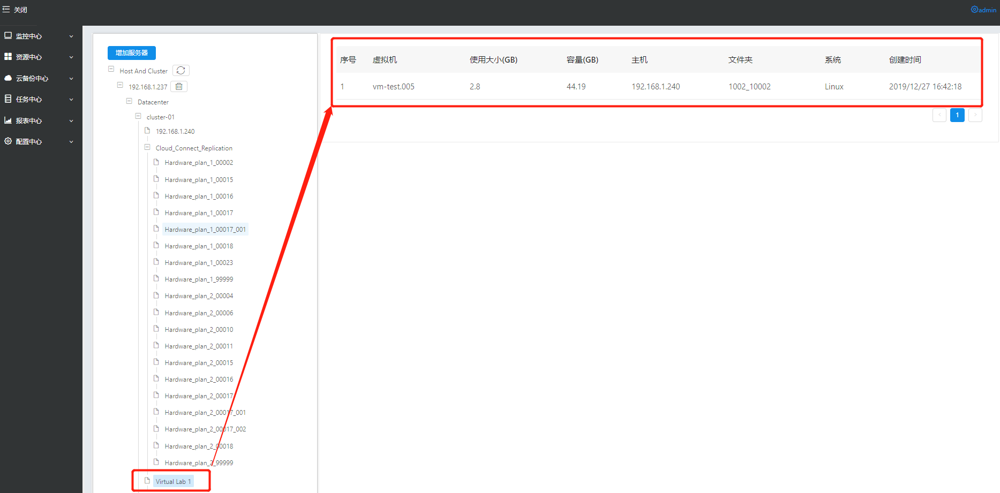 关闭
admin
监控中心
资源中心
云备份中心
任务中心
报表中心
配置中心
增加服务器
Host And Cluster
192.168.1.237
Datacenter
cluster-01
192.168.1.240
Cloud_Connect_Replication
Hardware_plan_1_00002
Hardware_plan_1_00015
Hardware_plan_1_00016
Hardware_plan_1_00017
Hardware_plan_1_00017_001
Hardware_plan_1_00018
Hardware_plan_1_00023
Hardware_plan_1_99999
Hardware_plan_2_00004
Hardware_plan_2_00006
Hardware_plan_2_00010
Hardware_plan_2_00011
Hardware_plan_2_00015
Hardware_plan_2_00016
Hardware_plan_2_00017
Hardware_plan_2_00017_001
Hardware_plan_2_00017_002
Hardware_plan_2_00018
Hardware_plan_2_99999
Virtual Lab 1
序号 虚拟机 使用大小(GB) 容量(GB) 主机 文件夹 系统 创建时间
1 vm-test.005 2.8 44.19 192.168.1.240 1002_10002 Linux 2019/12/27 16:42:18
1